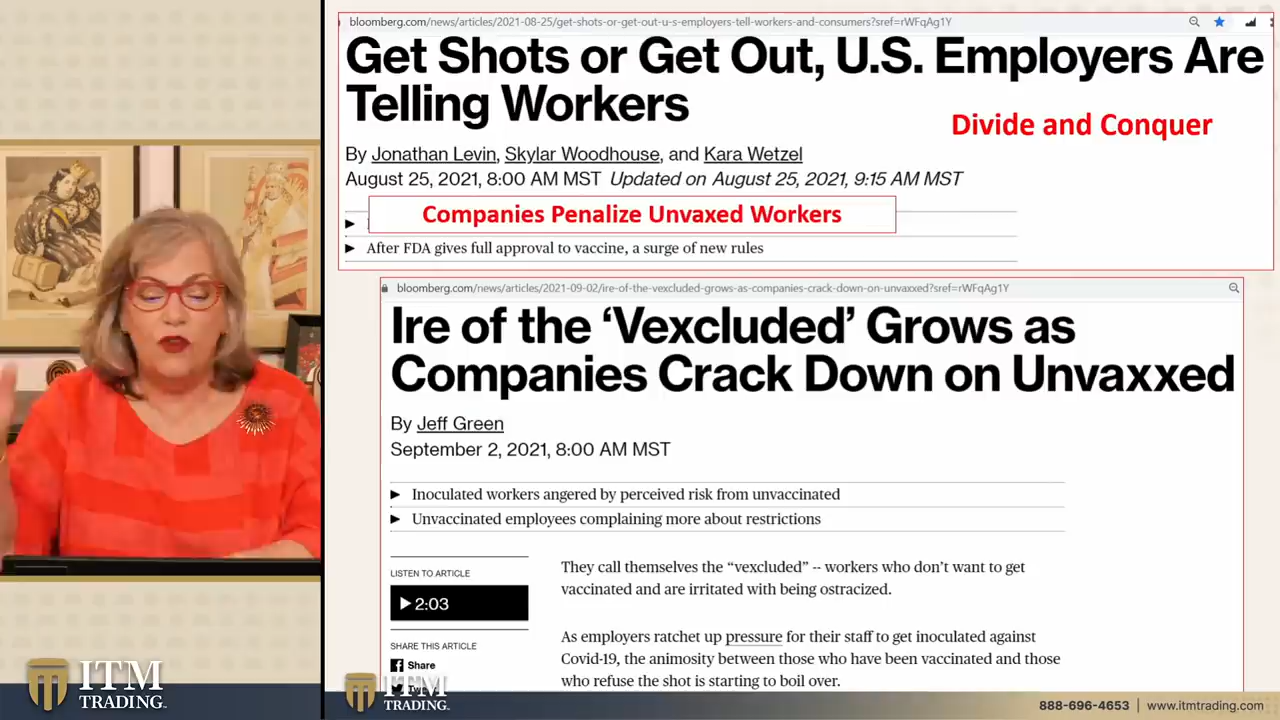 bloomberg.com/news/articles/2021-08-25/get-shots-or-get-out-u-s-employers-tell-workers-and-consumers?sref=rWFqAg1Y
Get Shots or Get Out, U.S. Employers Are
Telling Workers
Divide and Conquer
By Jonathan Levin, Skylar Woodhouse, and Kara Wetzel
August 25, 2021, 8:00 AM MST Updated on August 25, 2021, 9:15 AM MST
Companies Penalize Unvaxed Workers
After FDA gives full approval to vaccine, a surge of new rules
bloomberg.com/news/articles/2021-09-02/ire-of-the-vexcluded-grows-as-companies-crack-down-on-unvaxxed?sref=rWFqAg1Y
Ire of the ‘Vexcluded’ Grows as
Companies Crack Down on Unvaxxed
By Jeff Green
September 2, 2021, 8:00 AM MST
Inoculated workers angered by perceived risk from unvaccinated
Unvaccinated employees complaining more about restrictions
LISTEN TO ARTICLE
2:03
SHARE THIS ARTICLE
Share
They call themselves the “vexcluded” -- workers who don’t want to get
vaccinated and are irritated with being ostracized.
As employers ratchet up pressure for their staff to get inoculated against
Covid-19, the animosity between those who have been vaccinated and those
who refuse the shot is starting to boil over.
ITM
TRADING
ITM
TRADING
888-696-4653 | www.itmtrading.com